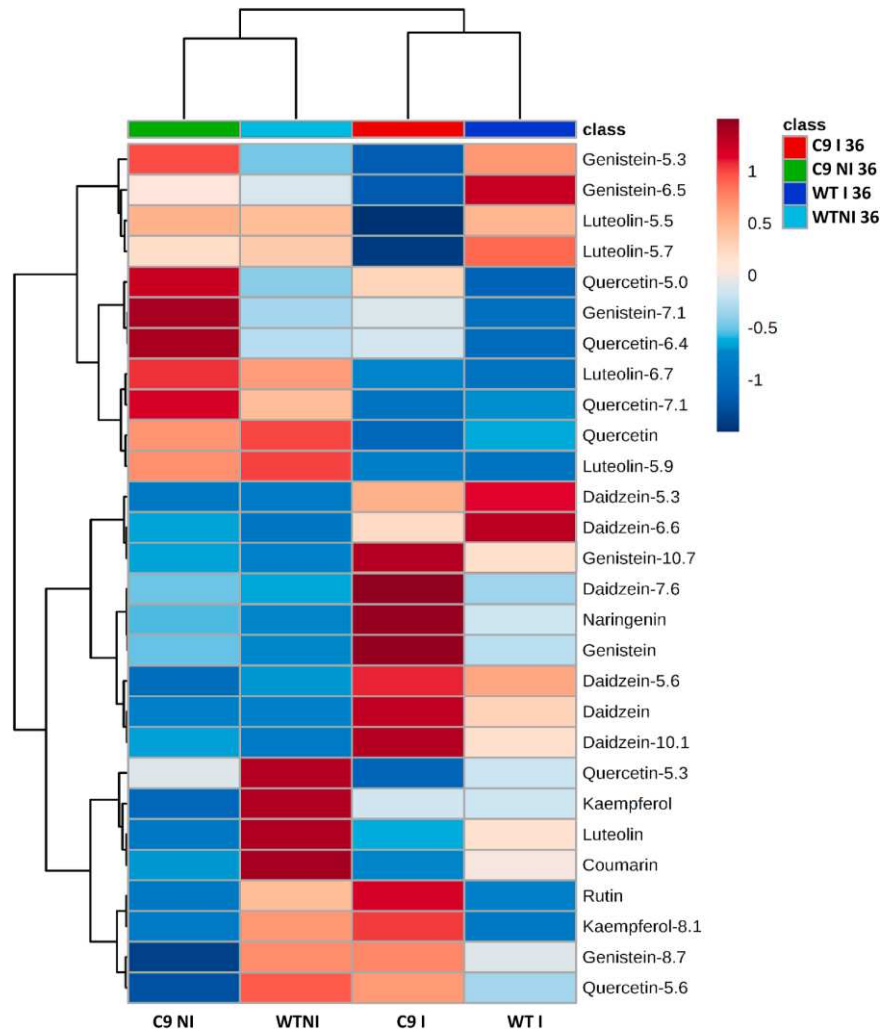 class
Genistein-5.3
Genistein-6.5
Luteolin-5.5
Luteolin-5.7
Quercetin-5.0
Genistein-7.1
Quercetin-6.4
Luteolin-6.7
Quercetin-7.1
Quercetin
Luteolin-5.9
Daidzein-5.3
Daidzein-6.6
Genistein-10.7
Daidzein-7.6
Naringenin
Genistein
Daidzein-5.6
Daidzein
Daidzein-10.1
Quercetin-5.3
Kaempferol
Luteolin
Coumarin
Rutin
Kaempferol-8.1
Genistein-8.7
Quercetin-5.6
C9 NI WTNI C9 I WT I
1
0.5
0
-0.5
-1
class
C9 I 36
C9 NI 36
WT I 36
WTNI 36